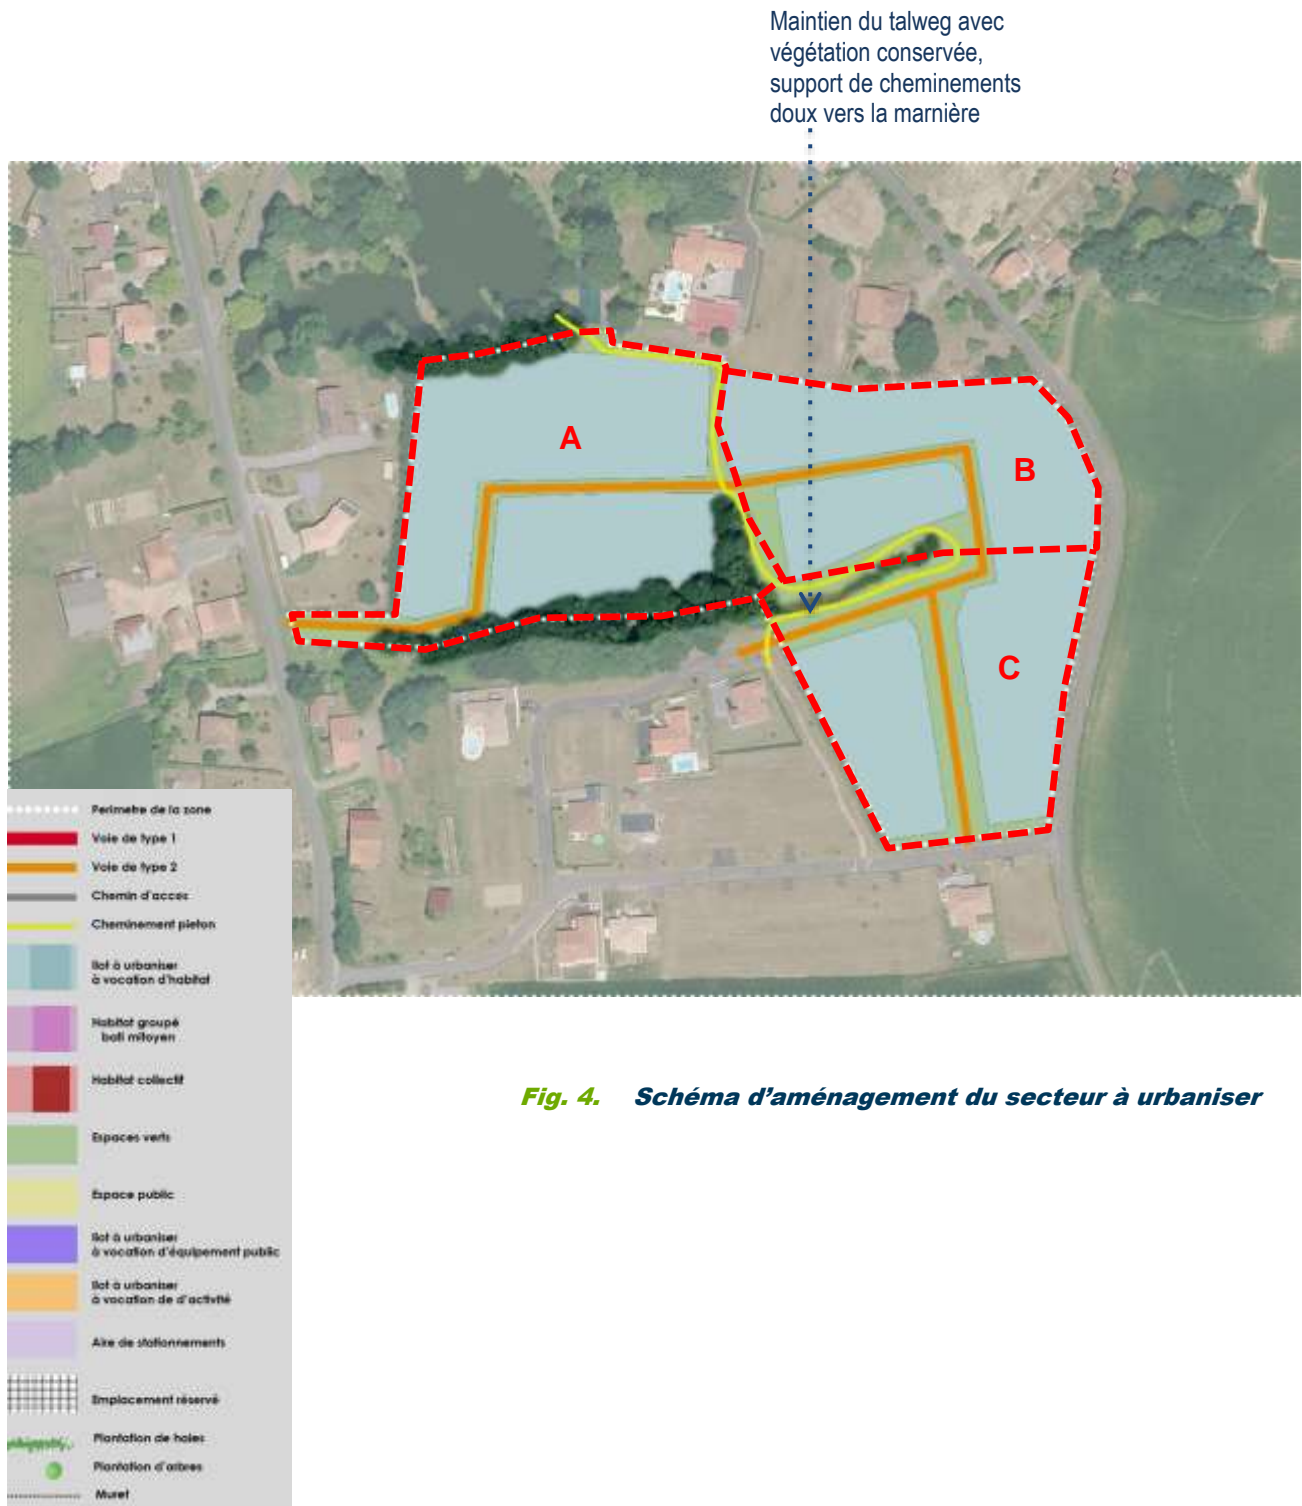 Maintien du talweg avec
végétation conservée,
support de cheminements
doux vers la marnière
A
B
C
Perimetre de la zone
Voie de type 1
Voie de type 2
Chemin d'accès
Cheminement pieton
Ilot à urbaniser
à vocation d'habitat
Habitat groupé
bati mitoyen
Habitat collectif
Espaces verts
Espace public
Ilot à urbaniser
à vocation d'équipement public
Ilot à urbaniser
à vocation de d'activité
Aire de stationnements
Emplacement réservé
Plantation de haies
Plantation d'arbres
Muret
Fig. 4. Schéma d'aménagement du secteur à urbaniser